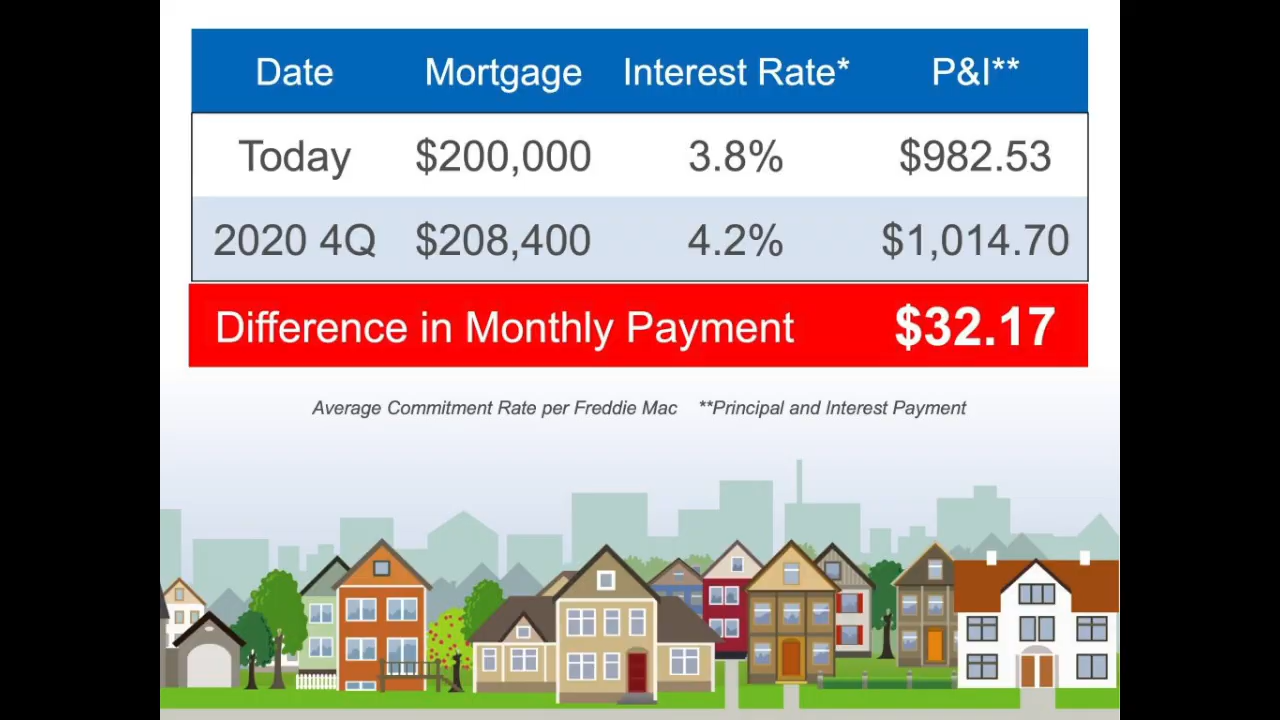 Date Mortgage Interest Rate* P&I**
Today $200,000 3.8% $982.53
2020 4Q $208,400 4.2% $1,014.70
Difference in Monthly Payment $32.17
Average Commitment Rate per Freddie Mac **Principal and Interest Payment